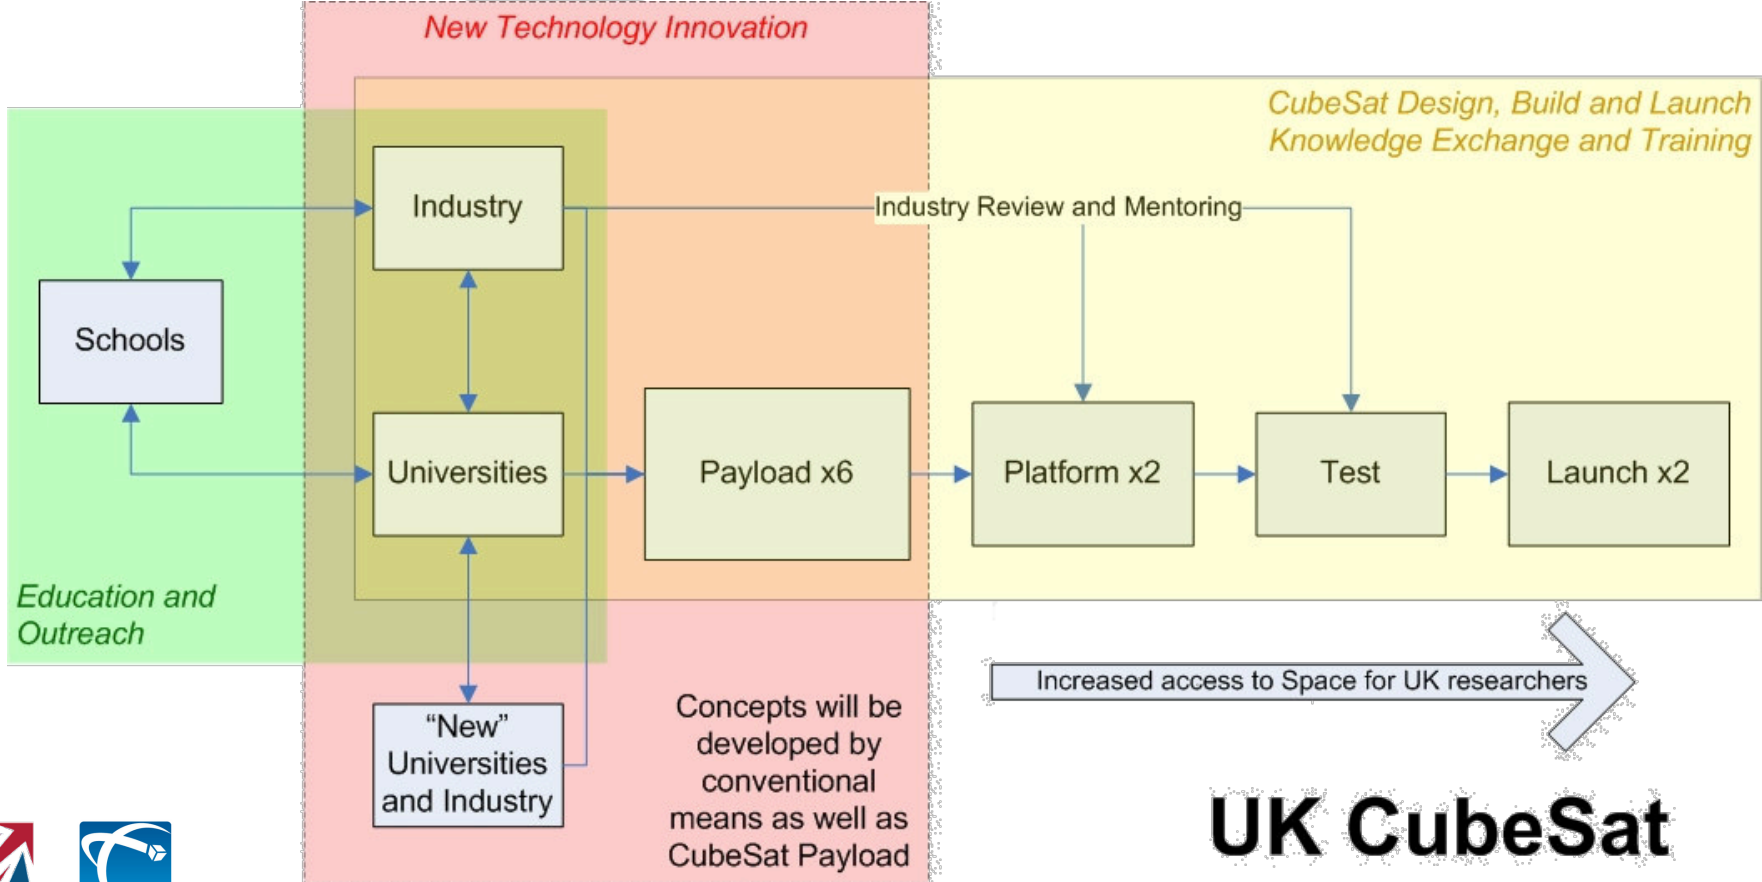 New Technology Innovation
CubeSat Design, Build and Launch
Knowledge Exchange and Training
Industry
Industry Review and Mentoring
Schools
Universities
Payload x6
Platform x2
Test
Launch x2
Education and
Outreach
“New”
Universities
and Industry
Concepts will be
developed by
conventional
means as well as
CubeSat Payload
Increased access to Space for UK researchers
UK CubeSat